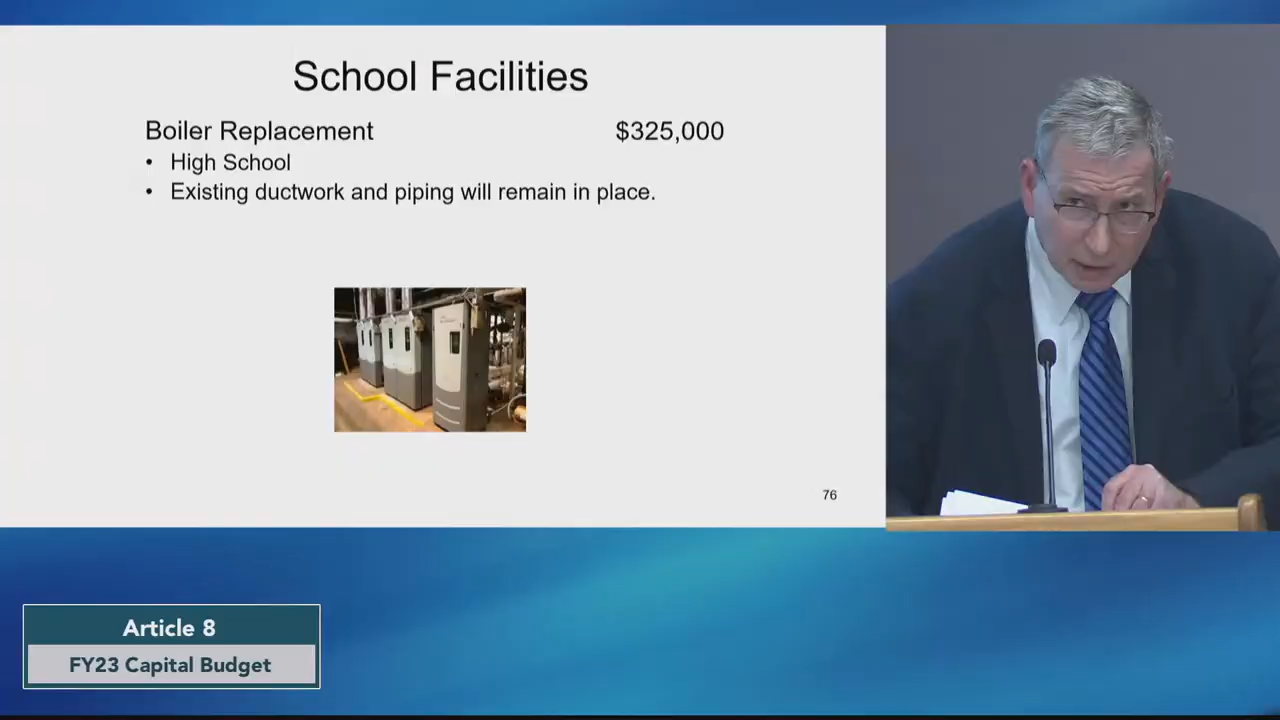 School Facilities
Boiler Replacement $325,000
• High School
• Existing ductwork and piping will remain in place.
76
Article 8
FY23 Capital Budget